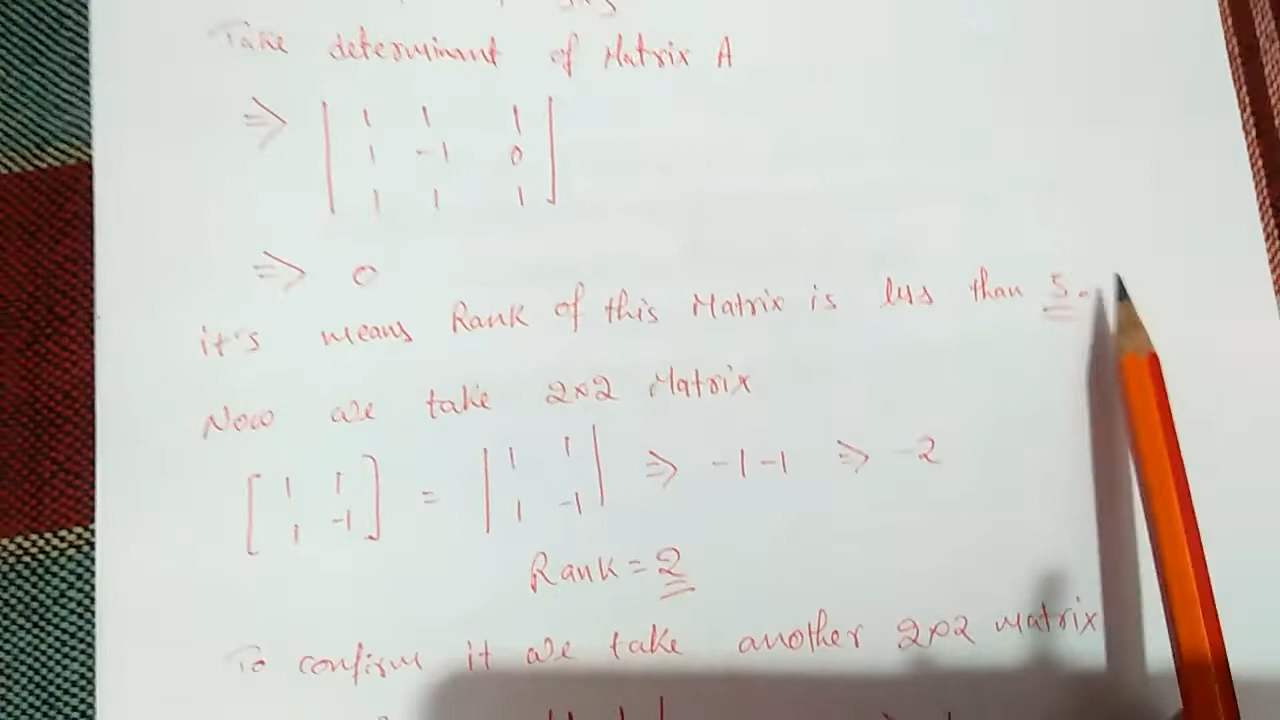 Take determinant of Matrix A
⇒ | 1 1 1 |
| 1 -1 0 |
| 1 1 1 |
⇒ 0
it's means Rank of this Matrix is less than 3.
Now we take 2×2 Matrix
[ 1 1 ] = | 1 1 | ⇒ -1-1 ⇒ -2
[ 1 -1 ] | 1 -1 |
Rank = 2
To confirm it we take another 2×2 matrix